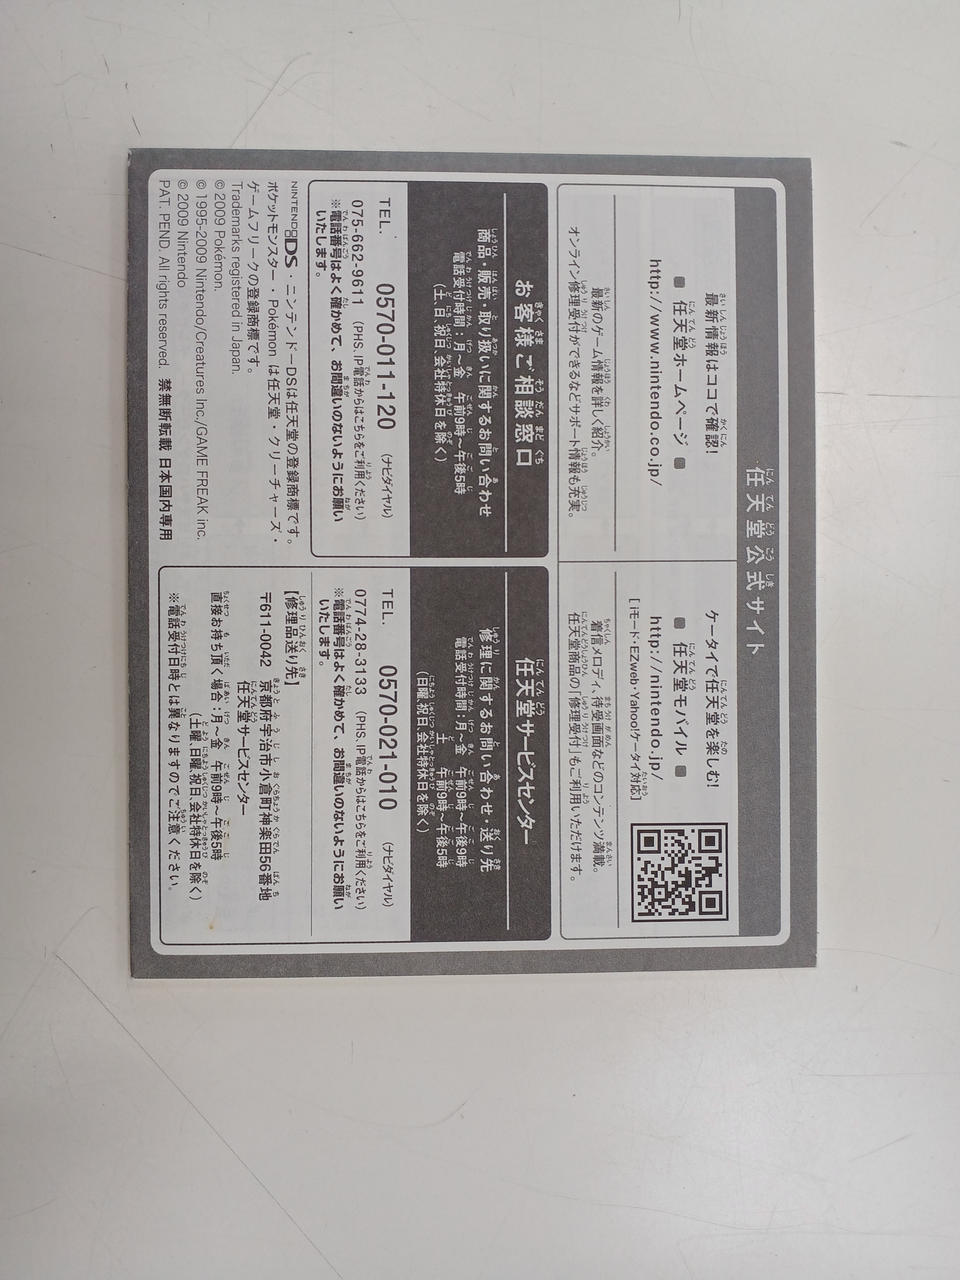 任天堂公式サイト
最新情報はココで確認!
■ 任天堂ホームページ ■
http://www.nintendo.co.jp/
最新のゲーム情報を詳しく紹介。
オンライン修理受付ができるなどサポート情報も充実。
ケータイで任天堂を楽しむ!
■ 任天堂モバイル ■
http://nintendo.jp/
[ iモード・EZweb・Yahoo!ケータイ対応]
着信メロディ、待受画面などのコンテンツ満載。
任天堂商品の「修理受付」もご利用いただけます。
お客様ご相談窓口
商品・販売・取り扱いに関するお問い合わせ
電話受付時間:月〜金 午前9時〜午後5時
(土、日、祝日、会社特休日を除く)
TEL. 0570-011-120 (ナビダイヤル)
075-662-9611 (PHS、IP電話からはこちらをご利用ください)
※電話番号はよく確かめて、お間違いのないようにお願い
いたします。
任天堂サービスセンター
修理に関するお問い合わせ・送り先
電話受付時間:月〜金 午前9時〜午後9時
土 午前9時〜午後5時
(日曜、祝日、会社特休日を除く)
TEL. 0570-021-010 (ナビダイヤル)
0774-28-3133 (PHS、IP電話からはこちらをご利用ください)
※電話番号はよく確かめて、お間違いのないようにお願い
いたします。
【修理品送り先】
〒611-0042 京都府宇治市小倉町神楽田56番地
任天堂サービスセンター
直接お持ち頂く場合:月〜金 午前9時〜午後5時
(土曜、日曜、祝日、会社特休日を除く)
※電話受付日時とは異なりますのでご注意ください。
NINTENDO DS・ニンテンドーDSは任天堂の登録商標です。
ポケットモンスター・Pokémon は任天堂・クリーチャーズ・
ゲームフリークの登録商標です。
Trademarks registered in Japan.
© 2009 Pokémon.
© 1995-2009 Nintendo/Creatures Inc./GAME FREAK inc.
© 2009 Nintendo
PAT. PEND. All rights reserved. 禁無断転載 日本国内専用